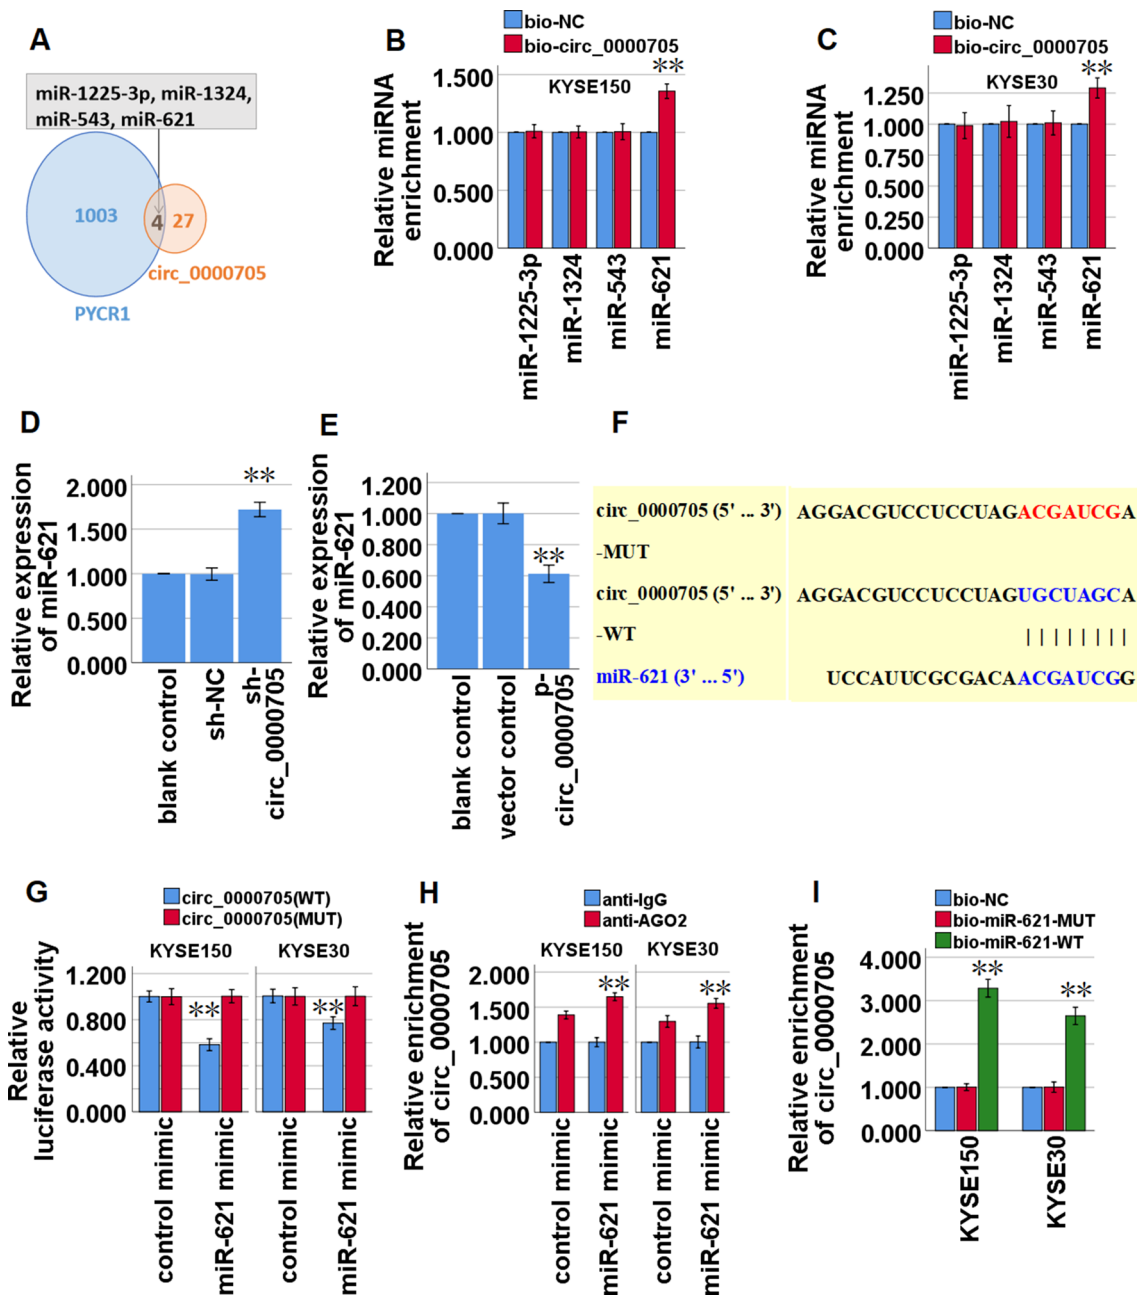 A
miR-1225-3p, miR-1324,
miR-543, miR-621
1003
4
27
circ_0000705
PYCR1
B
bio-NC
bio-circ_0000705
KYSE150
**
Relative miRNA
enrichment
1.500
1.000
0.500
0.000
miR-1225-3p
miR-1324
miR-543
miR-621
C
bio-NC
bio-circ_0000705
KYSE30
**
Relative miRNA
enrichment
1.250
1.000
0.750
0.500
0.250
0.000
miR-1225-3p
miR-1324
miR-543
miR-621
D
**
Relative expression
of miR-621
2.000
1.500
1.000
0.500
0.000
blank control
sh-NC
sh-
circ_0000705
E
**
Relative expression
of miR-621
1.200
1.000
0.800
0.600
0.400
0.200
0.000
blank control
vector control
p-
circ_0000705
F
circ_0000705 (5' ... 3') AGGACGUCCUCCUAGACGAUCGA
-MUT
circ_0000705 (5' ... 3') AGGACGUCCUCCUAGUGCUAGCA
-WT | | | | | | | |
miR-621 (3' ... 5') UCCAUUCGCGACAACGAUCGG
G
circ_0000705(WT)
circ_0000705(MUT)
KYSE150 KYSE30
** **
Relative
luciferase activity
1.200
0.800
0.400
0.000
control mimic
miR-621 mimic
control mimic
miR-621 mimic
H
anti-IgG
anti-AGO2
KYSE150 KYSE30
** **
Relative enrichment
of circ_0000705
2.000
1.500
1.000
0.500
0.000
control mimic
miR-621 mimic
control mimic
miR-621 mimic
I
bio-NC
bio-miR-621-MUT
bio-miR-621-WT
** **
Relative enrichment
of circ_0000705
4.000
3.000
2.000
1.000
0.000
KYSE150
KYSE30